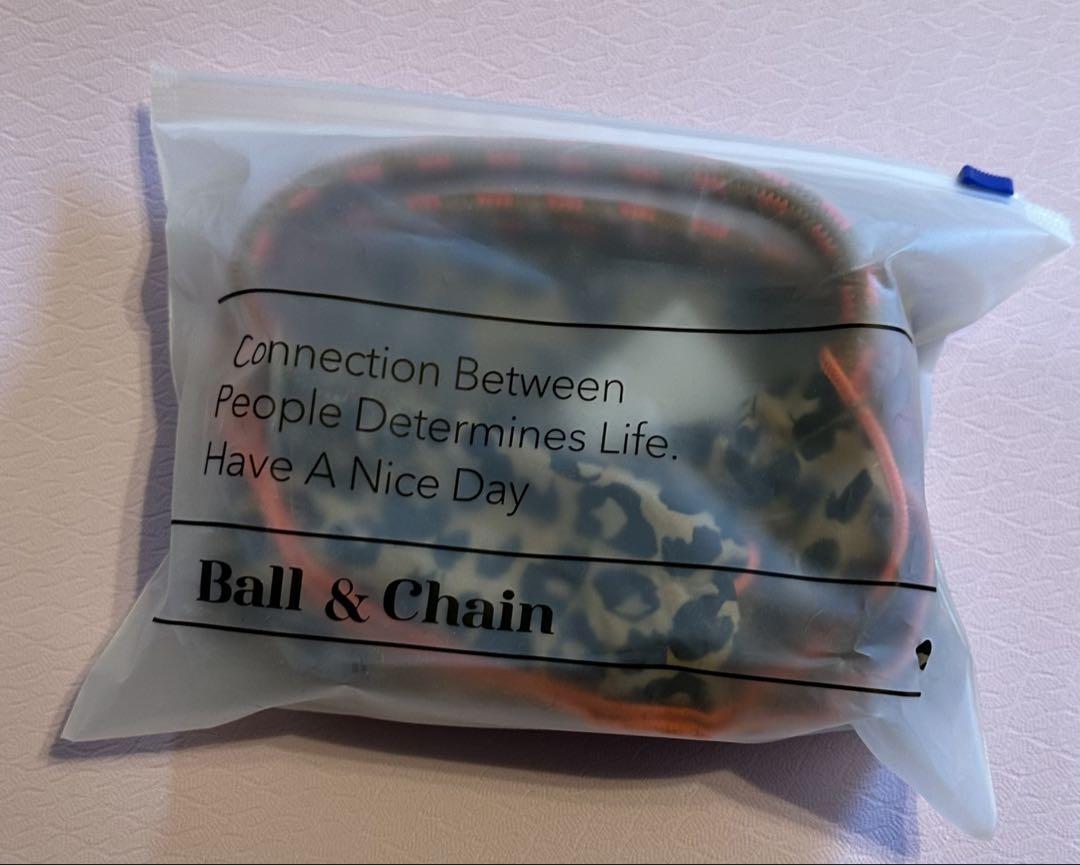 Connection Between
People Determines Life.
Have A Nice Day
Ball & Chain